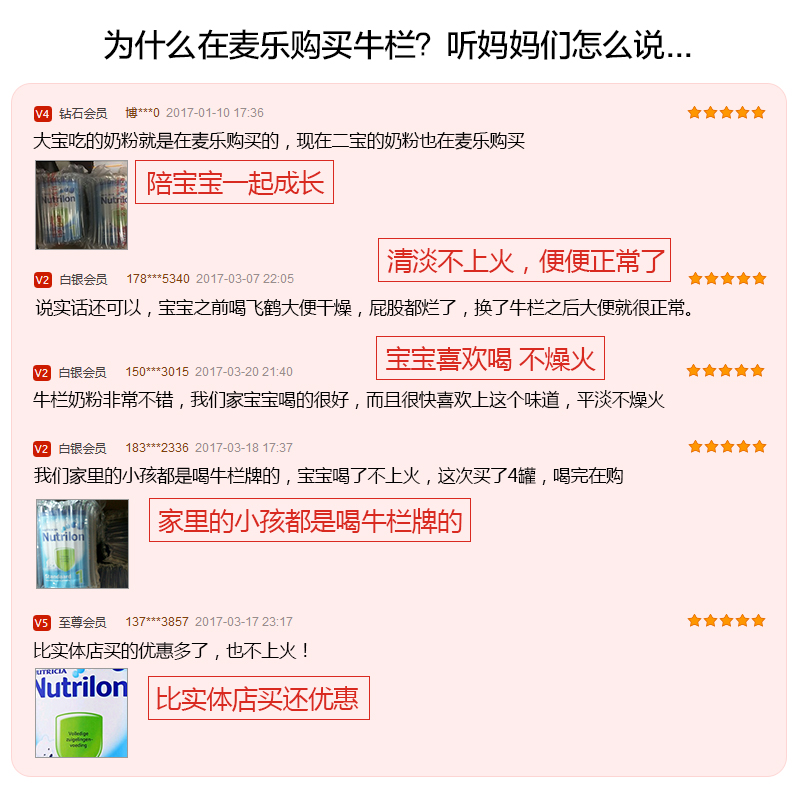 为什么在麦乐购买牛栏？听妈妈们怎么说...
V4 钻石会员 博***0 2017-01-10 17:36
大宝吃的奶粉就是在麦乐购买的，现在二宝的奶粉也在麦乐购买
Nutrilon
Nutrilon
陪宝宝一起成长
清淡不上火，便便正常了
V2 白银会员 178***5340 2017-03-07 22:05
说实话还可以，宝宝之前喝飞鹤大便干燥，屁股都烂了，换了牛栏之后大便就很正常。
宝宝喜欢喝 不燥火
V2 白银会员 150***3015 2017-03-20 21:40
牛栏奶粉非常不错，我们家宝宝喝的很好，而且很快喜欢上这个味道，平淡不燥火
V2 白银会员 183***2336 2017-03-18 17:37
我们家里的小孩都是喝牛栏牌的，宝宝喝了不上火，这次买了4罐，喝完在购
Nutrilon
Standaard
家里的小孩都是喝牛栏牌的
V5 至尊会员 137***3857 2017-03-17 23:17
比实体店买的优惠多了，也不上火！
NUTRICIA
Nutrilon
Volledige
zuigelingen-
voeding
比实体店买还优惠